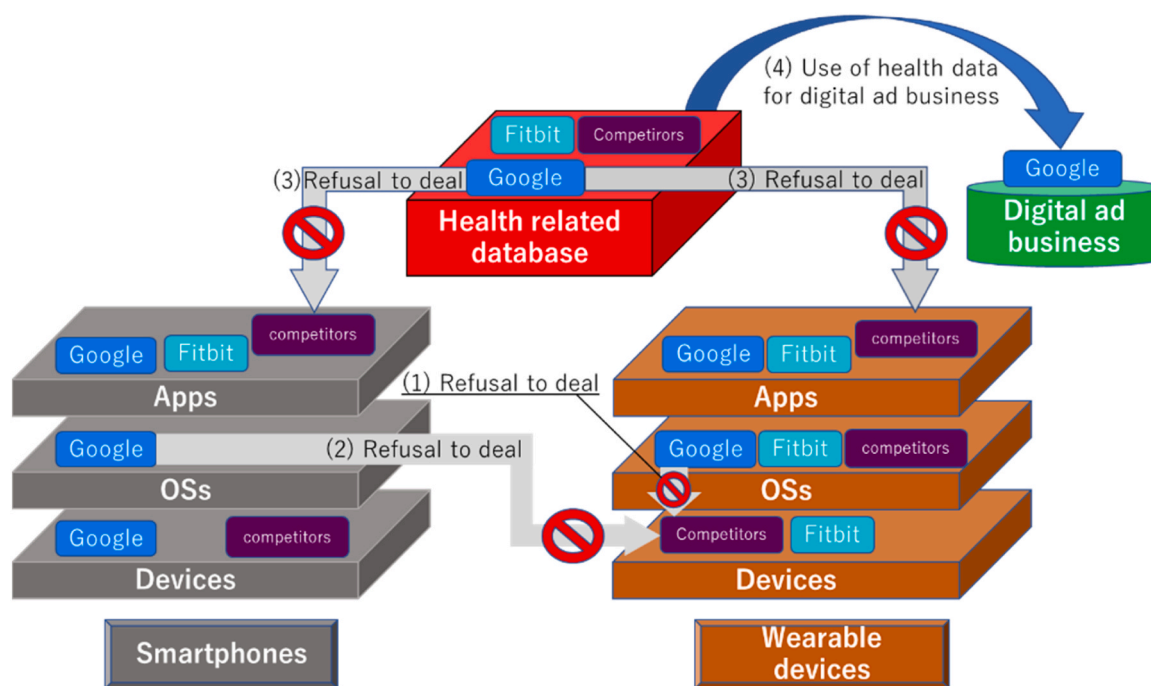 (4) Use of health data
for digital ad business
Fitbit
Competirors
Google
(3)Refusal to deal
Google
(3) Refusal to deal
Health related
database
Digital ad
business
competitors
Google
Fitbit
Apps
competitors
Google
Fitbit
Apps
(1) Refusal to deal
Google
(2) Refusal to deal
OSs
Google
Fitbit
competitors
OSs
Google
competitors
Devices
Competitors
Fitbit
Devices
Smartphones
Wearable
devices